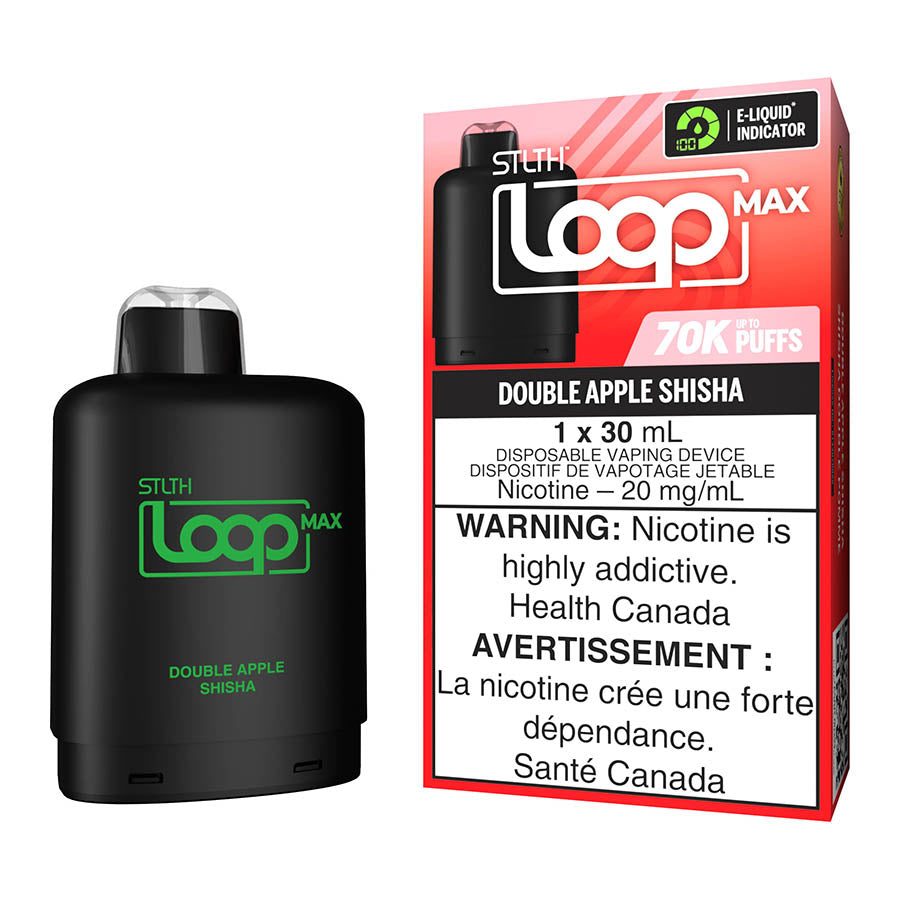 STLTH
Loop MAX
DOUBLE APPLE
SHISHA
E-LIQUID*
INDICATOR
100
STLTH™
Loop MAX
70K UP TO PUFFS
DOUBLE APPLE SHISHA
1 x 30 mL
DISPOSABLE VAPING DEVICE
DISPOSITIF DE VAPOTAGE JETABLE
Nicotine – 20 mg/mL
WARNING: Nicotine is
highly addictive.
Health Canada
AVERTISSEMENT :
La nicotine crée une forte
dépendance.
Santé Canada